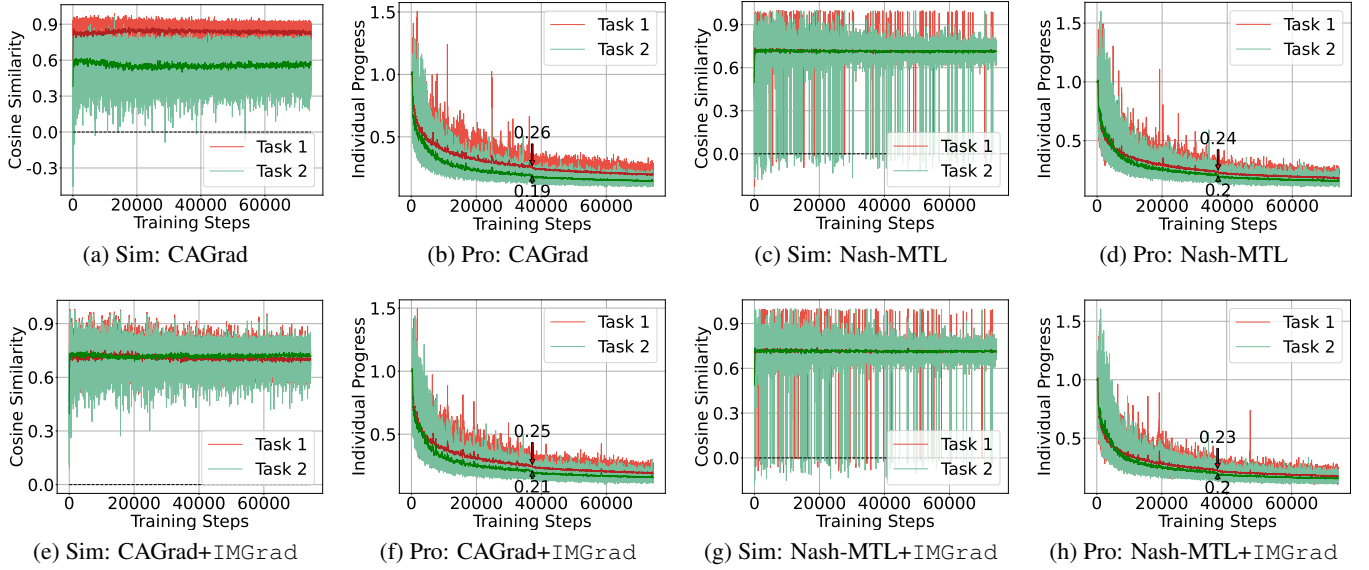 Cosine Similarity
0.9
0.6
0.3
0.0
-0.3
Task 1
Task 2
0 20000 40000 60000
Training Steps
(a) Sim: CAGrad
Individual Progress
1.5
1.0
0.5
Task 1
Task 2
0.26
0.19
0 20000 40000 60000
Training Steps
(b) Pro: CAGrad
Cosine Similarity
0.9
0.6
0.3
0.0
Task 1
Task 2
0 20000 40000 60000
Training Steps
(c) Sim: Nash-MTL
Individual Progress
1.5
1.0
0.5
Task 1
Task 2
0.24
0.2
0 20000 40000 60000
Training Steps
(d) Pro: Nash-MTL
Cosine Similarity
0.9
0.6
0.3
0.0
Task 1
Task 2
0 20000 40000 60000
Training Steps
(e) Sim: CAGrad+IMGrad
Individual Progress
1.5
1.0
0.5
Task 1
Task 2
0.25
0.21
0 20000 40000 60000
Training Steps
(f) Pro: CAGrad+IMGrad
Cosine Similarity
0.9
0.6
0.3
0.0
Task 1
Task 2
0 20000 40000 60000
Training Steps
(g) Sim: Nash-MTL+IMGrad
Individual Progress
1.5
1.0
0.5
Task 1
Task 2
0.23
0.2
0 20000 40000 60000
Training Steps
(h) Pro: Nash-MTL+IMGrad